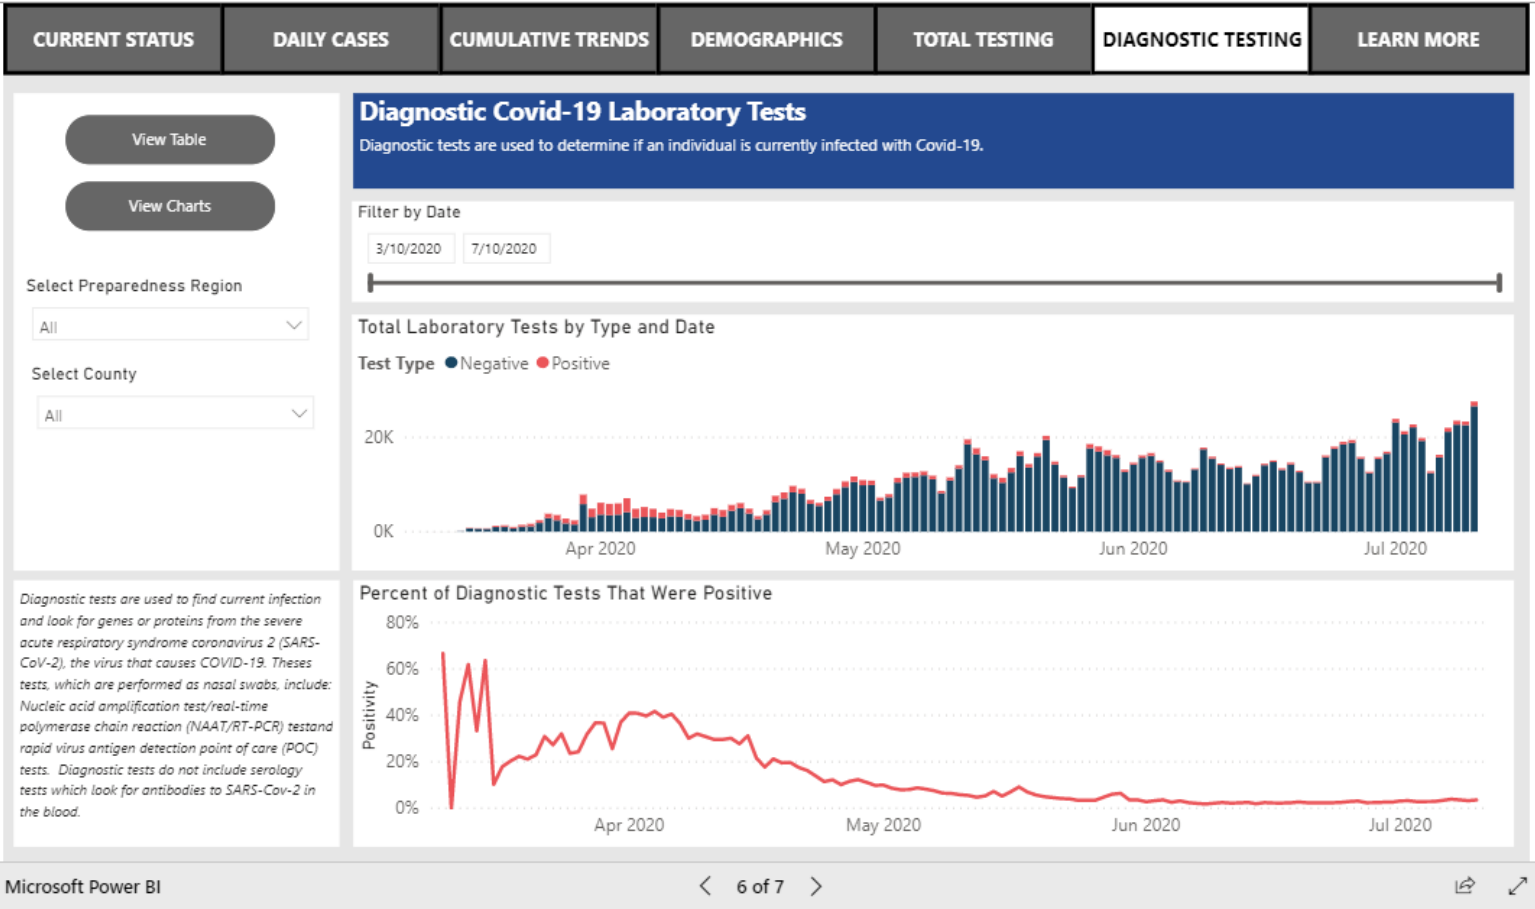 CURRENT STATUS
DAILY CASES
CUMULATIVE TRENDS
DEMOGRAPHICS
TOTAL TESTING
DIAGNOSTIC TESTING
LEARN MORE
View Table
View Charts
Select Preparedness Region
All
Select County
All
Diagnostic tests are used to find current infection
and look for genes or proteins from the severe
acute respiratory syndrome coronavirus 2 (SARS-
CoV-2), the virus that causes COVID-19. Theses
tests, which are performed as nasal swabs, include:
Nucleic acid amplification test/real-time
polymerase chain reaction (NAAT/RT-PCR) testand
rapid virus antigen detection point of care (POC)
tests.  Diagnostic tests do not include serology
tests which look for antibodies to SARS-Cov-2 in
the blood.
Diagnostic Covid-19 Laboratory Tests
Diagnostic tests are used to determine if an individual is currently infected with Covid-19.
Filter by Date
3/10/2020 7/10/2020
Total Laboratory Tests by Type and Date
Test Type Negative Positive
20K
0K
Apr 2020 May 2020 Jun 2020 Jul 2020
Percent of Diagnostic Tests That Were Positive
Positivity
80%
60%
40%
20%
0%
Apr 2020 May 2020 Jun 2020 Jul 2020
Microsoft Power BI
6 of 7